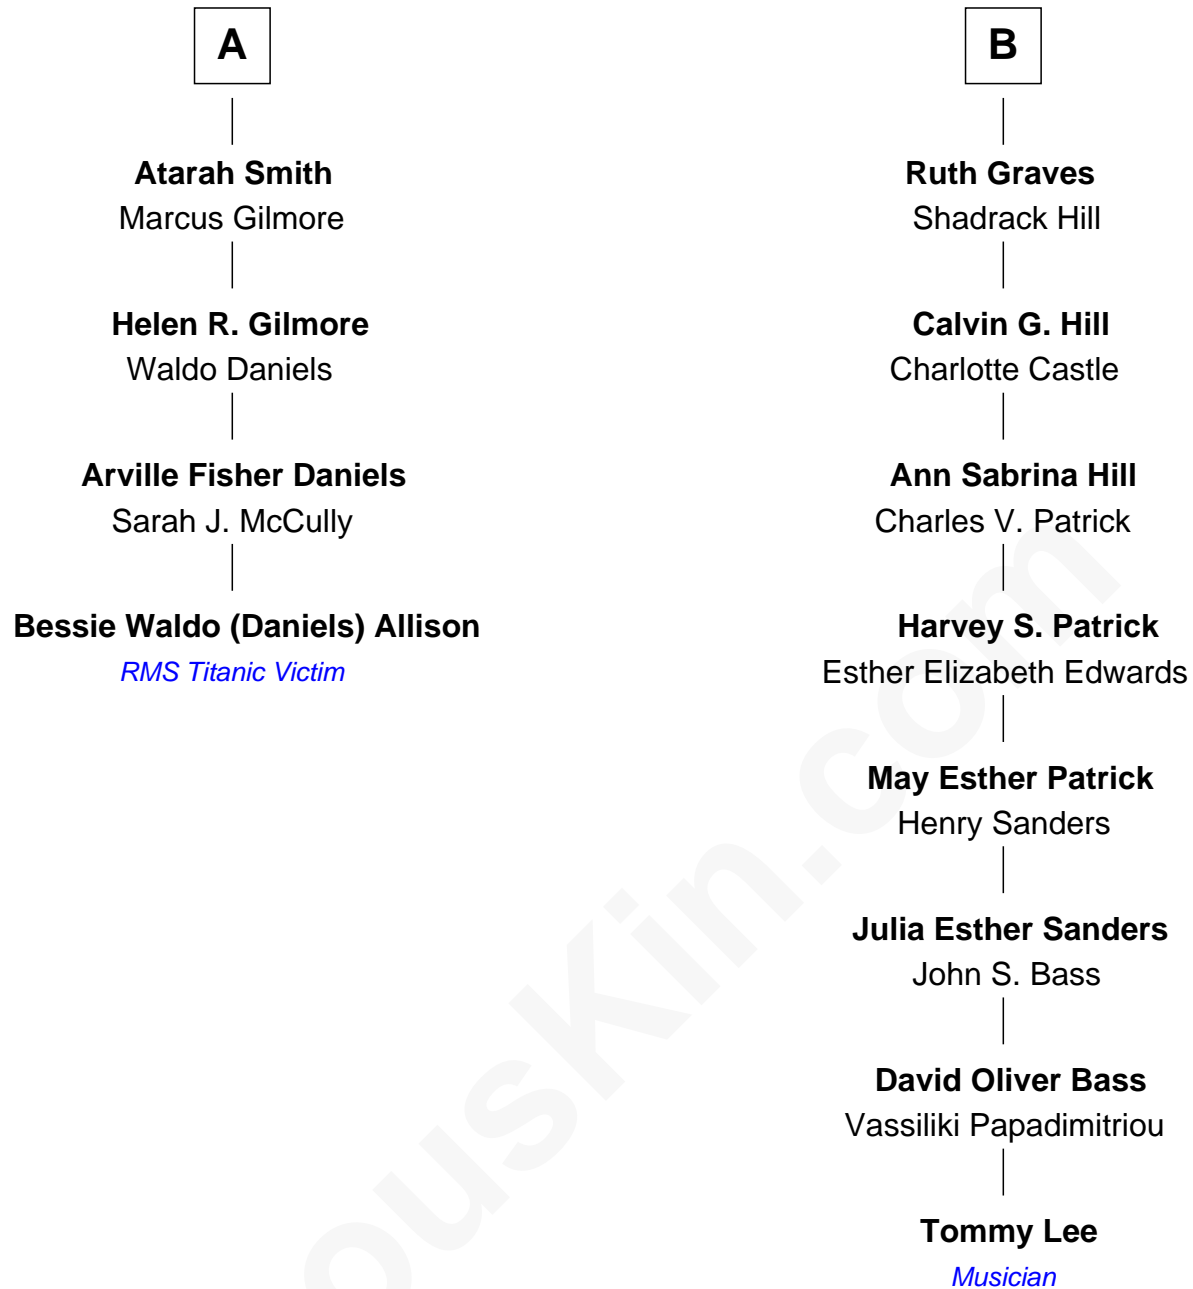 A
Atarah Smith
Marcus Gilmore
Helen R. Gilmore
Waldo Daniels
Arville Fisher Daniels
Sarah J. McCully
Bessie Waldo (Daniels) Allison
RMS Titanic Victim
B
Ruth Graves
Shadrack Hill
Calvin G. Hill
Charlotte Castle
Ann Sabrina Hill
Charles V. Patrick
Harvey S. Patrick
Esther Elizabeth Edwards
May Esther Patrick
Henry Sanders
Julia Esther Sanders
John S. Bass
David Oliver Bass
Vassiliki Papadimitriou
Tommy Lee
Musician
ousKin.com